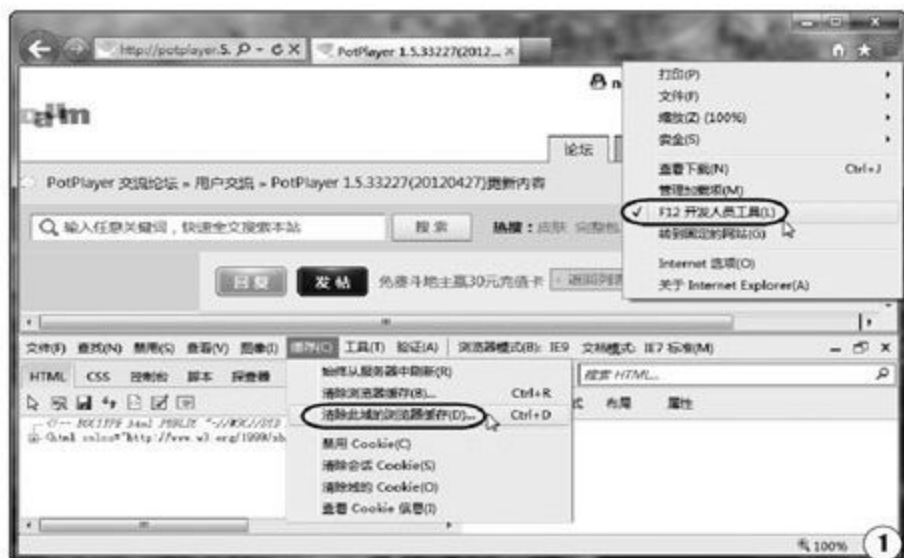 http://potplayer.5.
PotPlayer 1.5.33227(2012...
打印(P)
文件(F)
缩放(Z) (100%)
安全(S)
论坛
查看下载(N) Ctrl+J
管理加载项(M)
F12 开发人员工具(L)
转到固定的网站(G)
Internet 选项(O)
关于 Internet Explorer(A)
PotPlayer 交流论坛 » 用户交流 » PotPlayer 1.5.33227(20120427)更新内容
输入任意关键词，快速全文搜索本站 搜索 热搜：皮肤 完整包
回复 发帖 免费斗地主赢30元充值卡
文件(F) 查找(N) 禁用(S) 查看(V) 图像(I) 缓存(C) 工具(T) 验证(A) 浏览器模式(B): IE9 文档模式: IE7 标准(M)
HTML CSS 控制台 脚本 探查器 搜索 HTML...
始终从服务器中刷新(R)
清除浏览器缓存(B)... Ctrl+R
清除此域的浏览器缓存(D)... Ctrl+D
布局 属性
禁用 Cookie(C)
清除会话 Cookie(S)
清除域的 Cookie(O)
查看 Cookie 信息(I)
100%
1